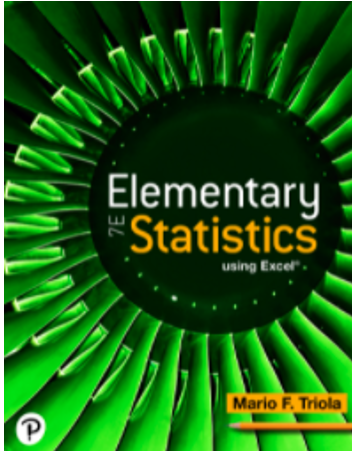 Elementary
7E Statistics
using Excel®
Mario F. Triola
P